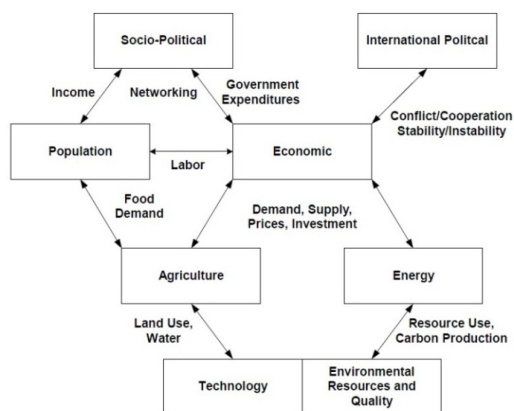 Socio-Political
International Politcal
Income
Networking
Government
Expenditures
Conflict/Cooperation
Stability/Instability
Population
Labor
Economic
Food
Demand
Demand, Supply,
Prices, Investment
Agriculture
Energy
Land Use,
Water
Resource Use,
Carbon Production
Technology
Environmental
Resources and
Quality